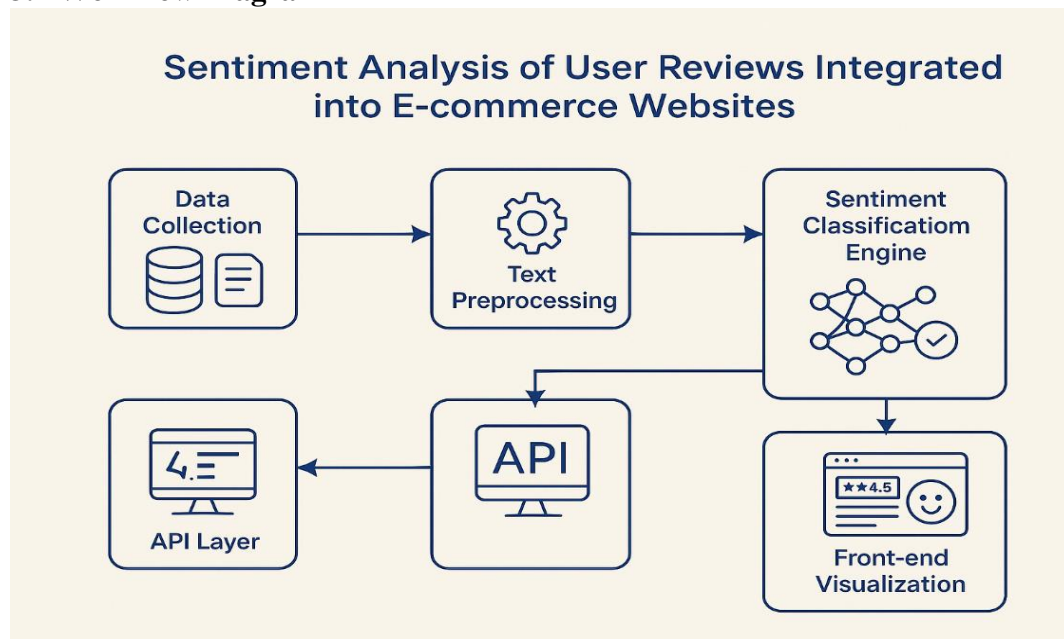 Sentiment Analysis of User Reviews Integrated
into E-commerce Websites
Data
Collection
Text
Preprocessing
Sentiment
Classificatiom
Engine
API
API Layer
★★4.5
Front-end
Visualization